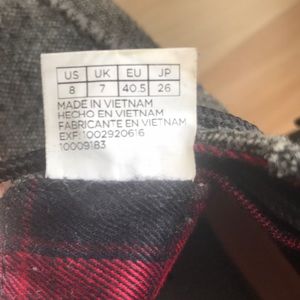 US UK EU JP
8 7 40.5 26
MADE IN VIETNAM
HECHO EN VIETNAM
FABRICANTE EN VIETNAM
EXF: 1002920616
10009183